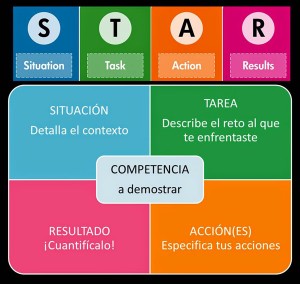 S T A R
Situation Task Action Results
SITUACIÓN
Detalla el contexto
TAREA
Describe el reto al que
te enfrentaste
COMPETENCIA
a demostrar
RESULTADO
¡Cuantifícalo!
ACCIÓN(ES)
Especifica tus acciones